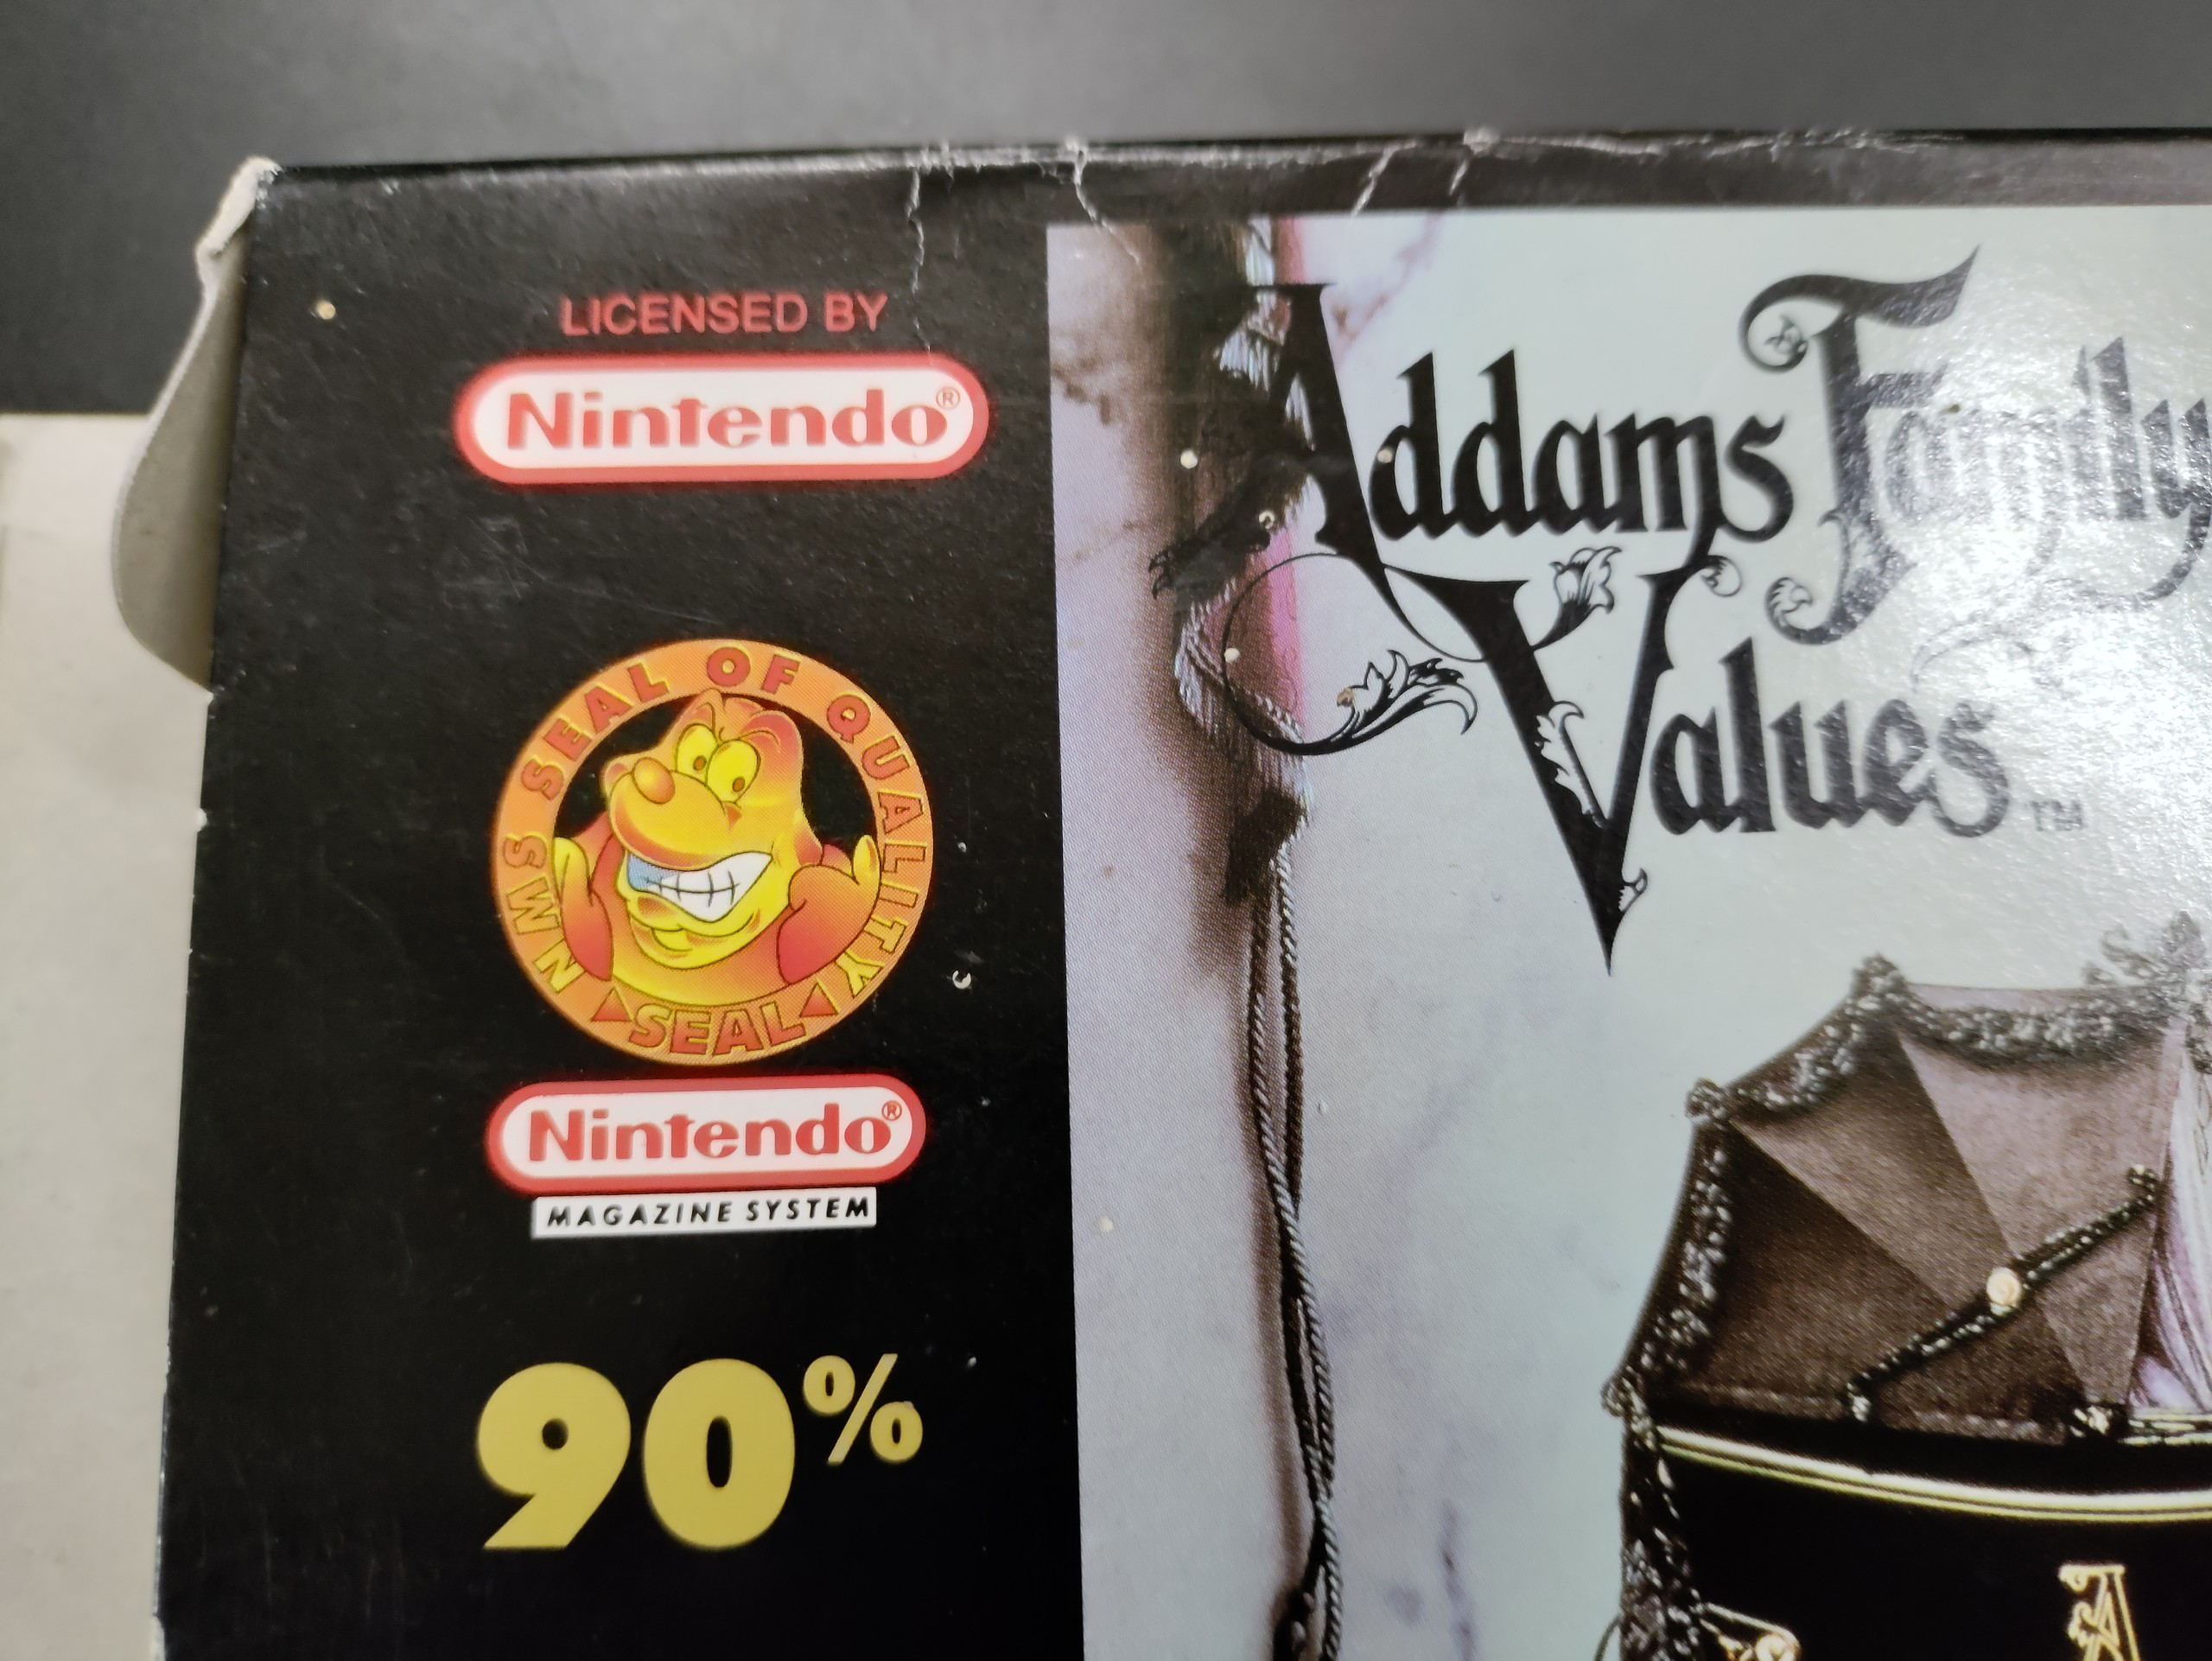 LICENSED BY
Nintendo®
NMS SEAL OF QUALITY
SEAL
Nintendo®
MAGAZINE SYSTEM
90%
Addams Family
Values™